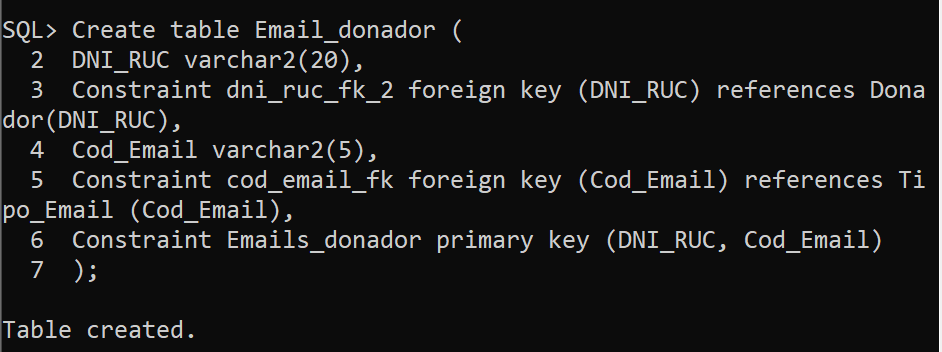 SQL> Create table Email_donador (
  2  DNI_RUC varchar2(20),
  3  Constraint dni_ruc_fk_2 foreign key (DNI_RUC) references Dona
dor(DNI_RUC),
  4  Cod_Email varchar2(5),
  5  Constraint cod_email_fk foreign key (Cod_Email) references Ti
po_Email (Cod_Email),
  6  Constraint Emails_donador primary key (DNI_RUC, Cod_Email)
  7  );
Table created.